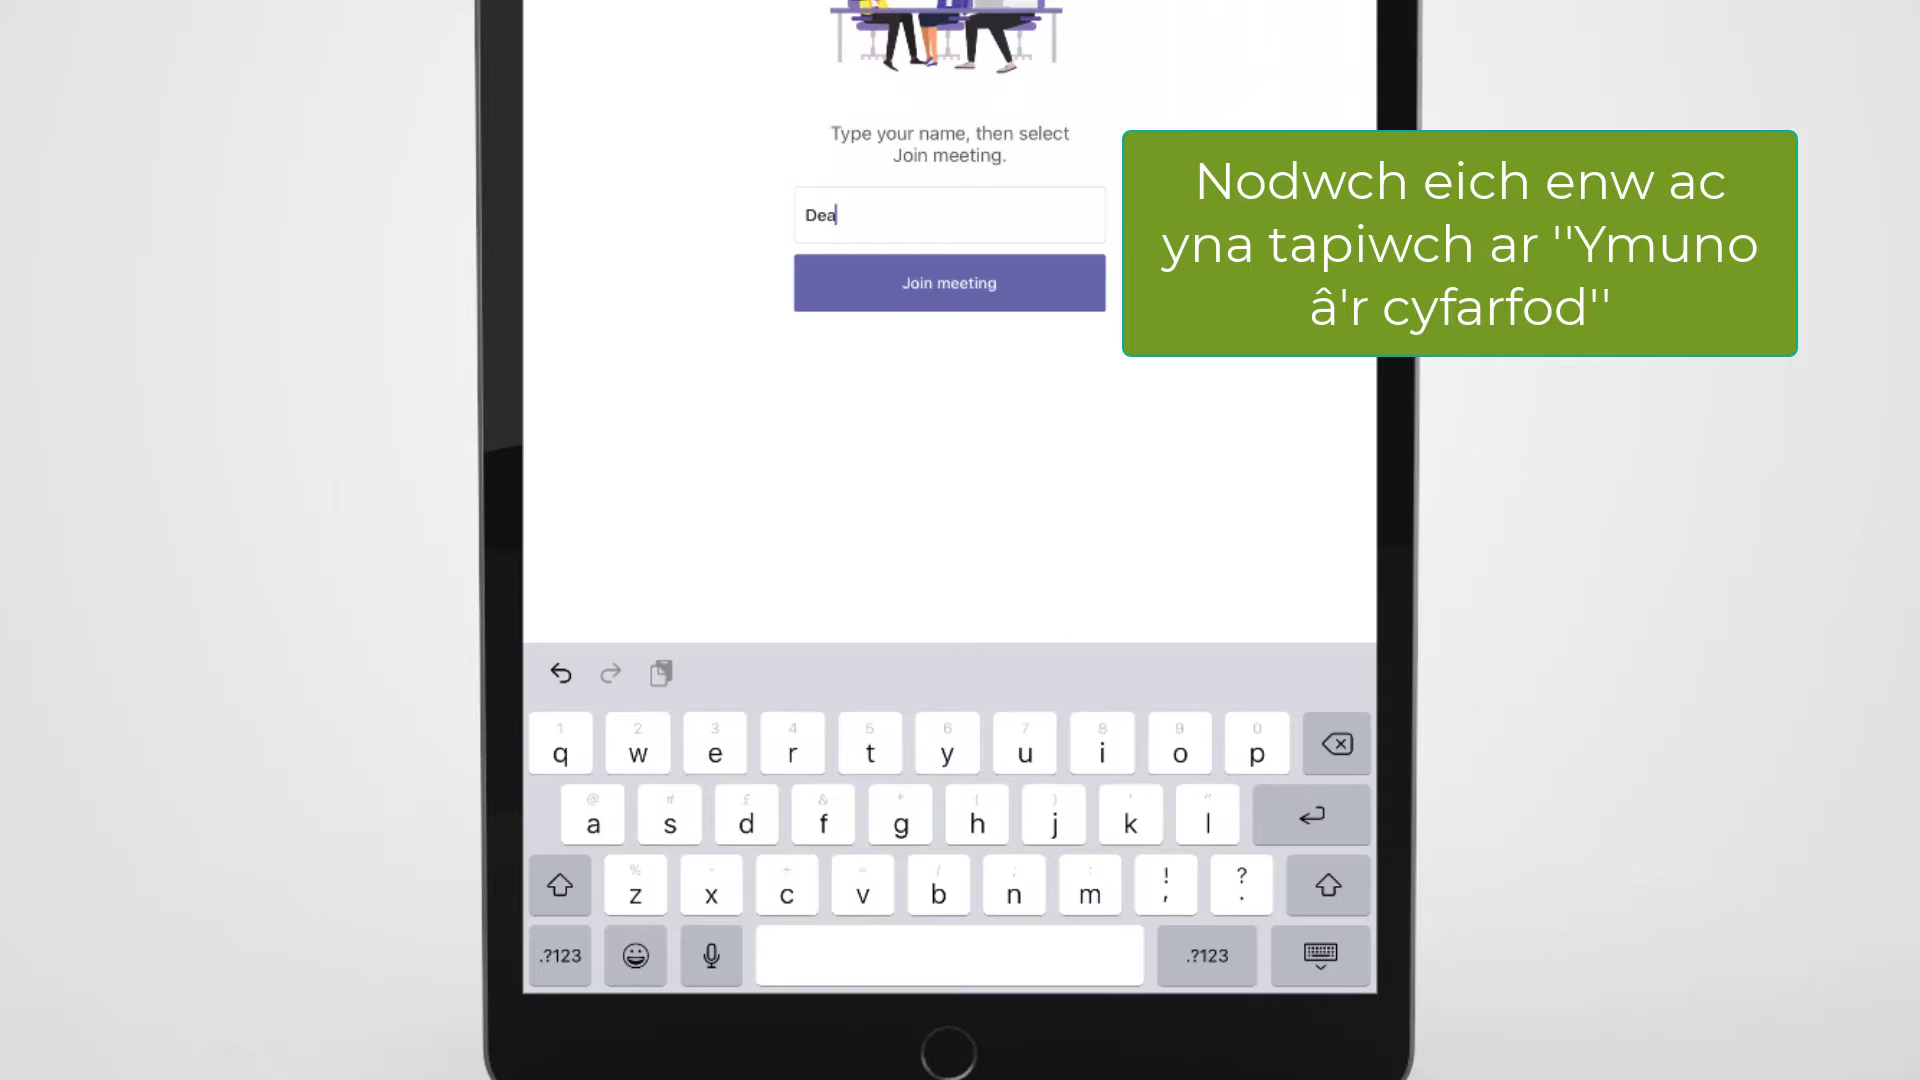 Type your name, then select
Join meeting.
Dea
Join meeting
Nodwch eich enw ac
yna tapiwch ar ''Ymuno
â'r cyfarfod''
1 2 3 4 5 6 7 8 9 0
q w e r t y u i o p
@ # £ & * ( ) ' "
a s d f g h j k l
% - + = / ; : ! ?
z x c v b n m , .
.?123 .?123